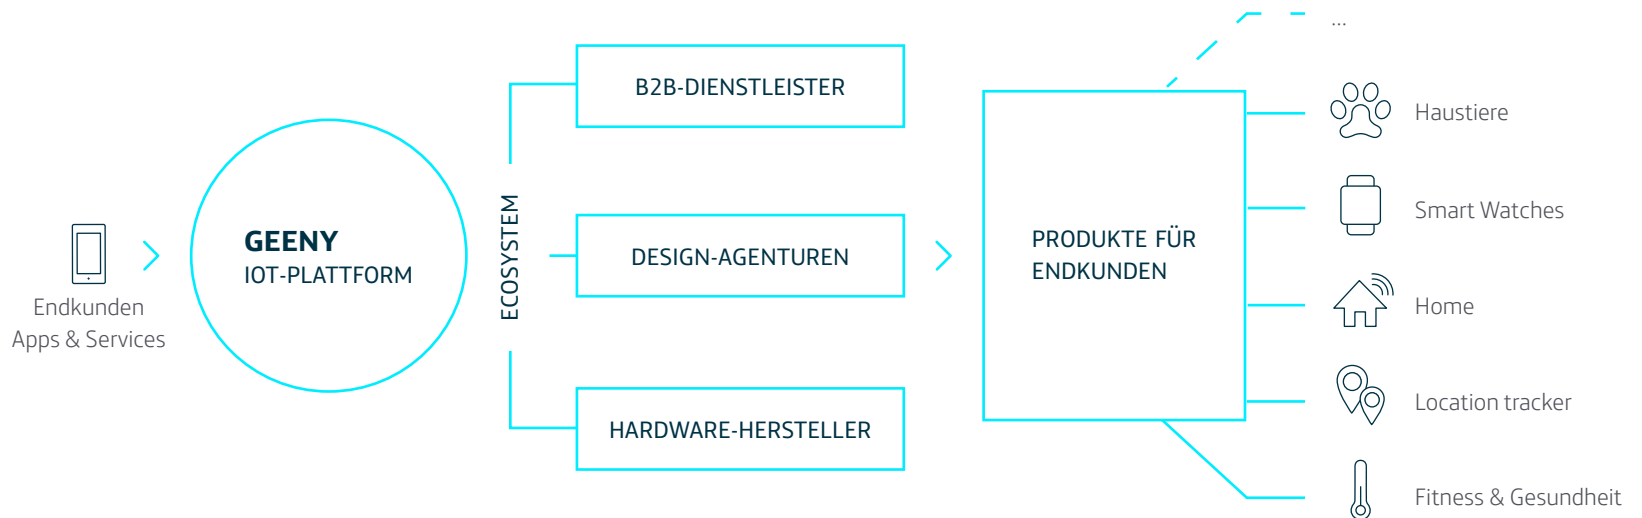 Endkunden
Apps & Services
GEENY
IOT-PLATTFORM
ECOSYSTEM
B2B-DIENSTLEISTER
DESIGN-AGENTUREN
HARDWARE-HERSTELLER
PRODUKTE FÜR
ENDKUNDEN
...
Haustiere
Smart Watches
Home
Location tracker
Fitness & Gesundheit